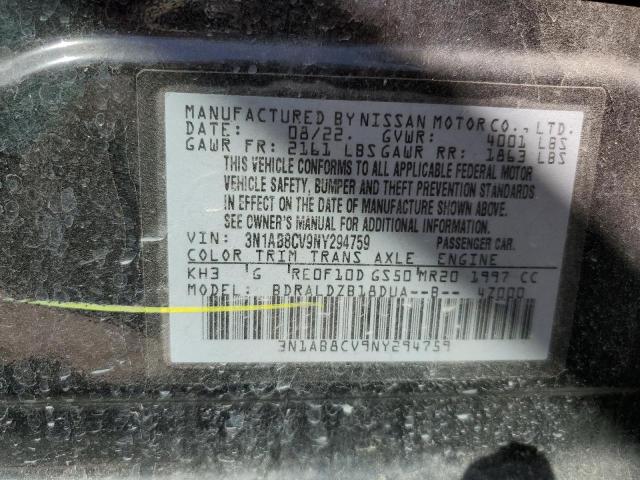 MANUFACTURED BY NISSAN MOTOR CO., LTD.
DATE: 08/22. GVWR: 4001 LBS
GAWR FR: 2161 LBS GAWR RR: 1863 LBS
THIS VEHICLE CONFORMS TO ALL APPLICABLE FEDERAL MOTOR
VEHICLE SAFETY, BUMPER AND THEFT PREVENTION STANDARDS
IN EFFECT ON THE DATE OF MANUFACTURE SHOWN ABOVE.
SEE OWNER'S MANUAL FOR ADDITIONAL INFORMATION.
VIN: 3N1AB8CV9NY294759 PASSENGER CAR.
COLOR TRIM TRANS AXLE ENGINE
KH3 G RE0F10D GS50 MR20 1997 CC
MODEL: BDRALDZB18DUA--B-- 47000
3N1AB8CV9NY294759